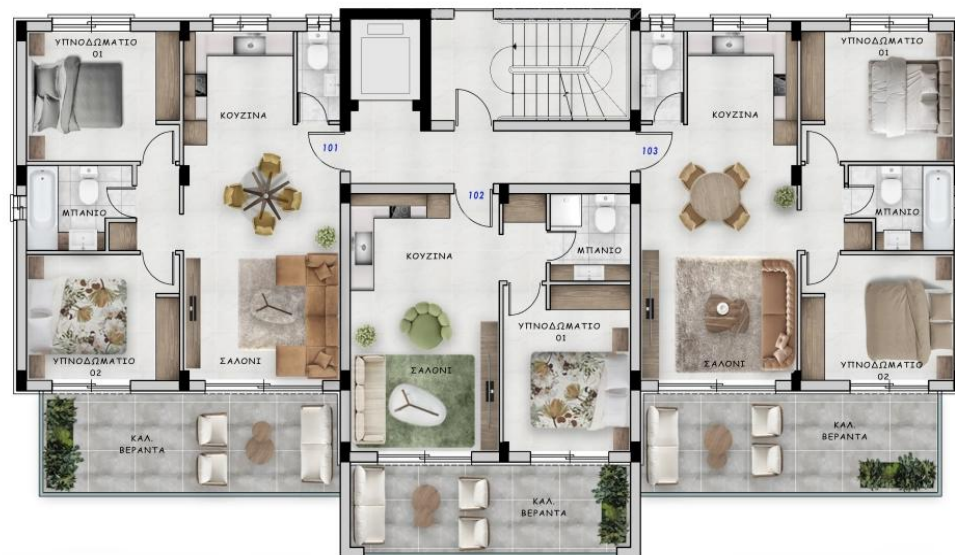 ΥΠΝΟΔΩΜΑΤΙΟ
01
ΚΟΥΖΙΝΑ
101
ΜΠΑΝΙΟ
ΥΠΝΟΔΩΜΑΤΙΟ
02
ΣΑΛΟΝΙ
ΚΑΛ.
ΒΕΡΑΝΤΑ
102
ΚΟΥΖΙΝΑ
ΜΠΑΝΙΟ
ΣΑΛΟΝΙ
ΥΠΝΟΔΩΜΑΤΙΟ
01
ΚΑΛ.
ΒΕΡΑΝΤΑ
103
ΚΟΥΖΙΝΑ
ΥΠΝΟΔΩΜΑΤΙΟ
01
ΜΠΑΝΙΟ
ΣΑΛΟΝΙ
ΥΠΝΟΔΩΜΑΤΙΟ
02
ΚΑΛ.
ΒΕΡΑΝΤΑ